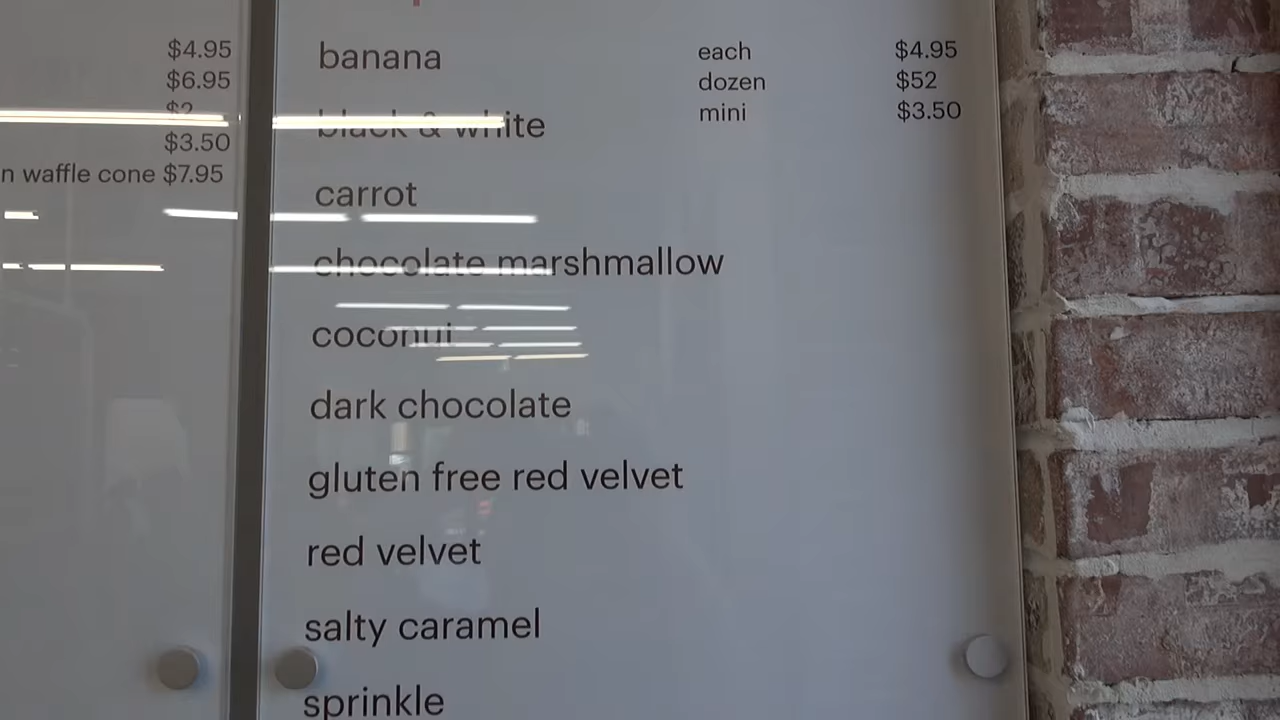 $4.95
$6.95
$2
$3.50
n waffle cone $7.95
banana
black & white
carrot
chocolate marshmallow
coconut
dark chocolate
gluten free red velvet
red velvet
salty caramel
sprinkle
each $4.95
dozen $52
mini $3.50